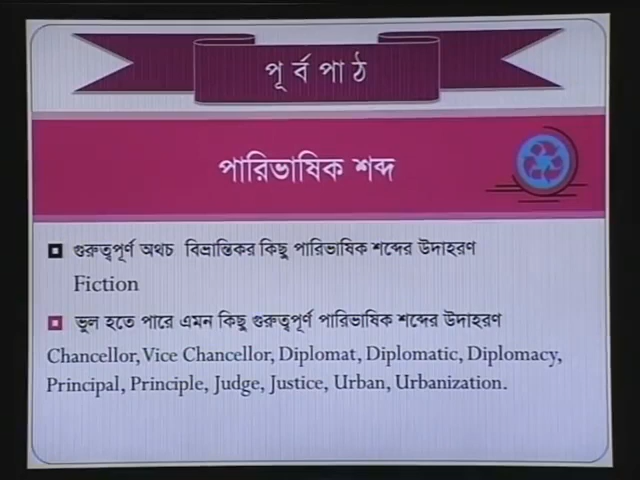 পূর্ব পাঠ
পারিভাষিক শব্দ
গুরুত্বপূর্ণ অথচ বিভ্রান্তিকর কিছু পারিভাষিক শব্দের উদাহরণ
Fiction
ভুল হতে পারে এমন কিছু গুরুত্বপূর্ণ পারিভাষিক শব্দের উদাহরণ
Chancellor, Vice Chancellor, Diplomat, Diplomatic, Diplomacy,
Principal, Principle, Judge, Justice, Urban, Urbanization.